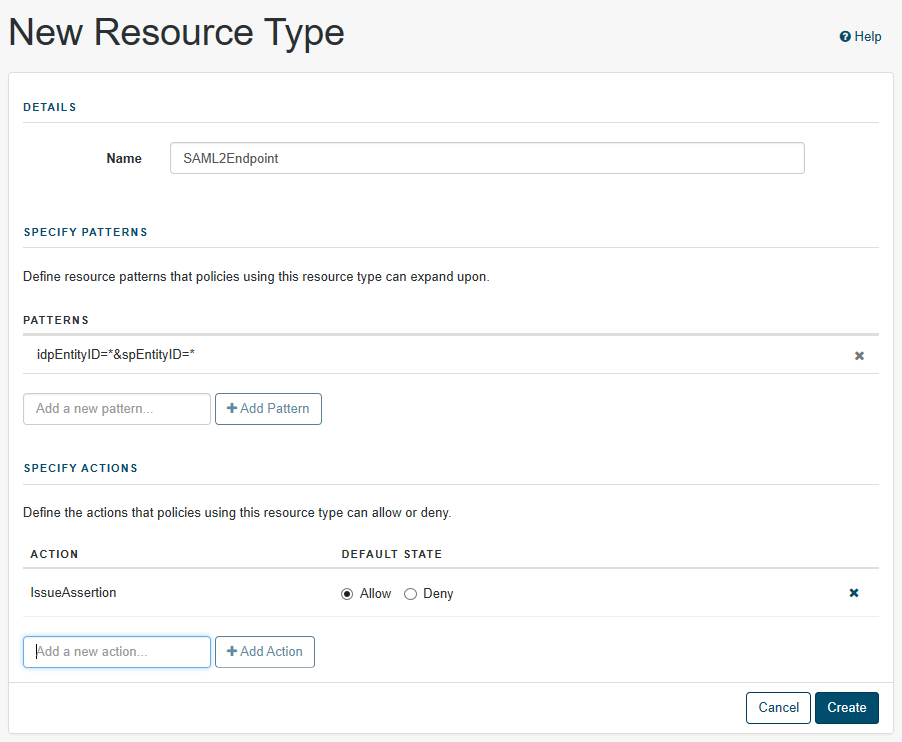 New Resource Type
Help
DETAILS
Name
SAML2Endpoint
SPECIFY PATTERNS
Define resource patterns that policies using this resource type can expand upon.
PATTERNS
idpEntityID=*&spEntityID=*
Add a new pattern...
Add Pattern
SPECIFY ACTIONS
Define the actions that policies using this resource type can allow or deny.
ACTION DEFAULT STATE
IssueAssertion Allow Deny
Add a new action...
Add Action
Cancel Create